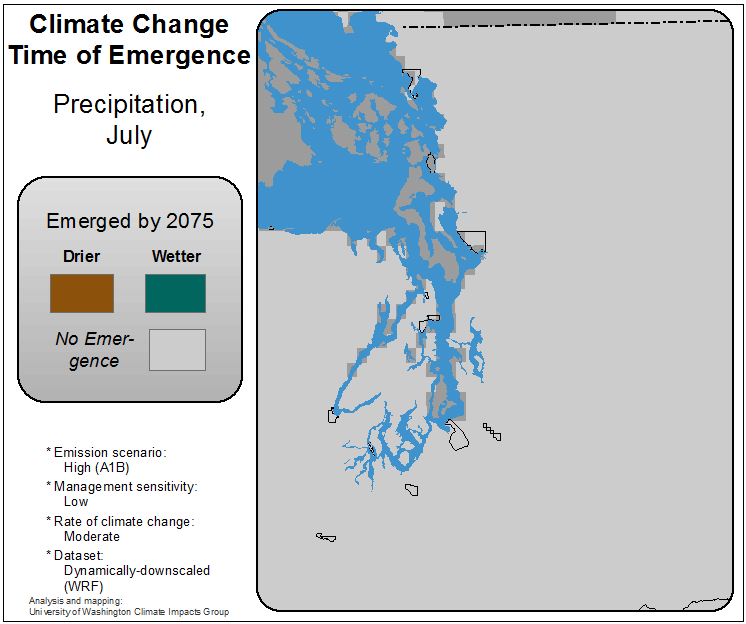 Climate Change
Time of Emergence
Precipitation,
July
Emerged by 2075
Drier Wetter
No Emer-
gence
* Emission scenario:
High (A1B)
* Management sensitivity:
Low
* Rate of climate change:
Moderate
* Dataset:
Dynamically-downscaled
(WRF)
Analysis and mapping:
University of Washington Climate Impacts Group